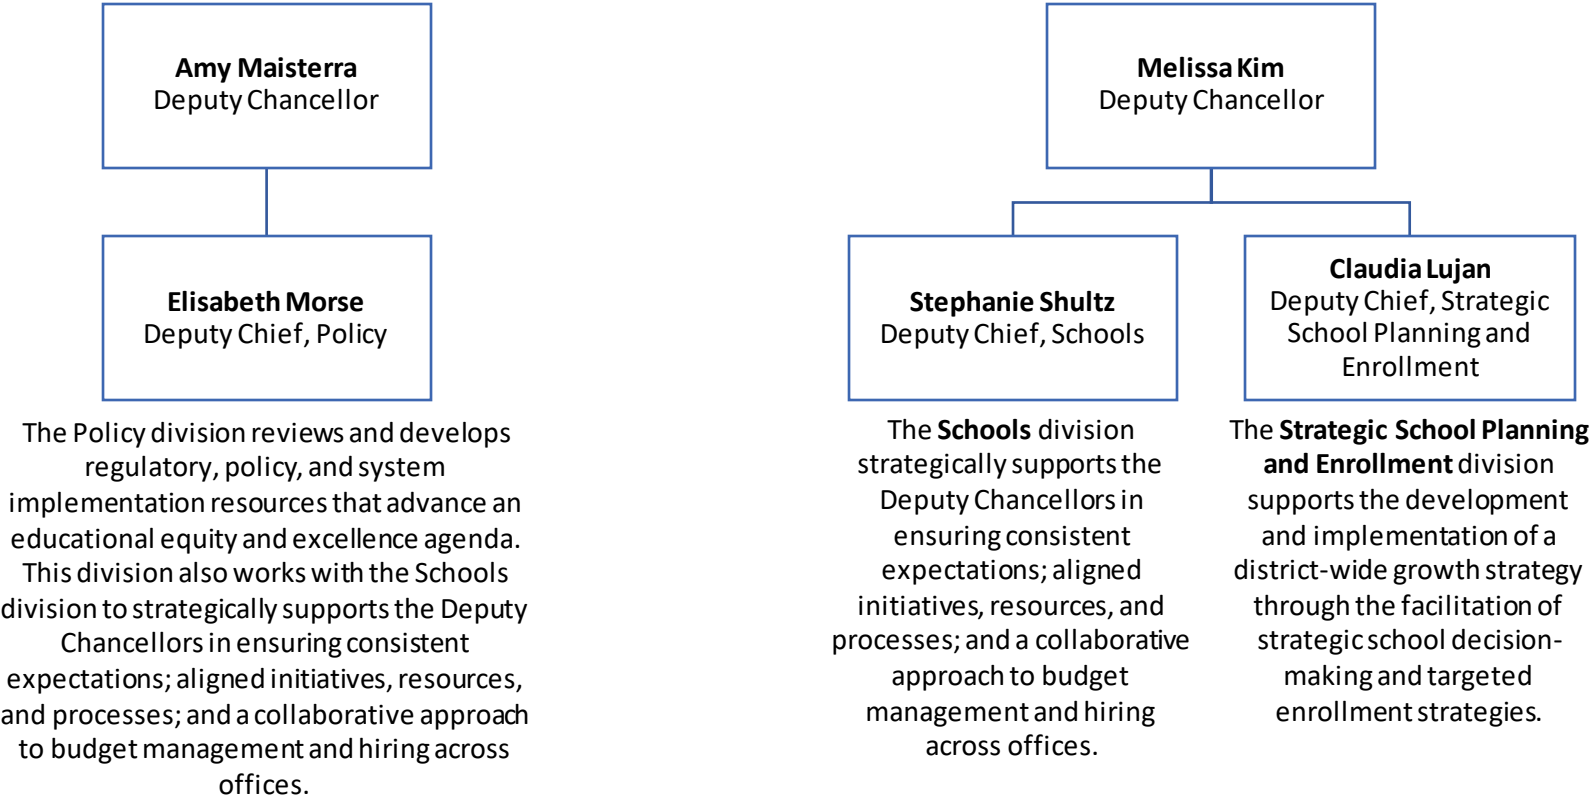 Amy Maisterra
Deputy Chancellor
Melissa Kim
Deputy Chancellor
Elisabeth Morse
Deputy Chief, Policy
Stephanie Shultz
Deputy Chief, Schools
Claudia Lujan
Deputy Chief, Strategic
School Planning and
Enrollment
The Policy division reviews and develops
regulatory, policy, and system
implementation resources that advance an
educational equity and excellence agenda.
This division also works with the Schools
division to strategically supports the Deputy
Chancellors in ensuring consistent
expectations; aligned initiatives, resources,
and processes; and a collaborative approach
to budget management and hiring across
offices.
The Schools division
strategically supports the
Deputy Chancellors in
ensuring consistent
expectations; aligned
initiatives, resources, and
processes; and a collaborative
approach to budget
management and hiring
across offices.
The Strategic School Planning
and Enrollment division
supports the development
and implementation of a
district-wide growth strategy
through the facilitation of
strategic school decision-
making and targeted
enrollment strategies.